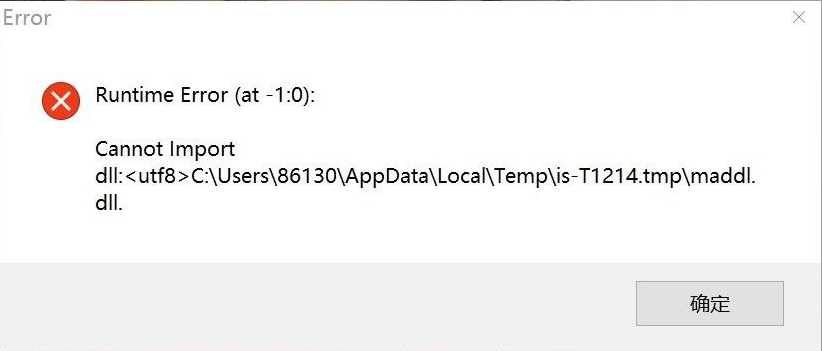 Error
Runtime Error (at -1:0):
Cannot Import
dll:<utf8>C:\Users\86130\AppData\Local\Temp\is-T1214.tmp\maddl.
dll.
确定